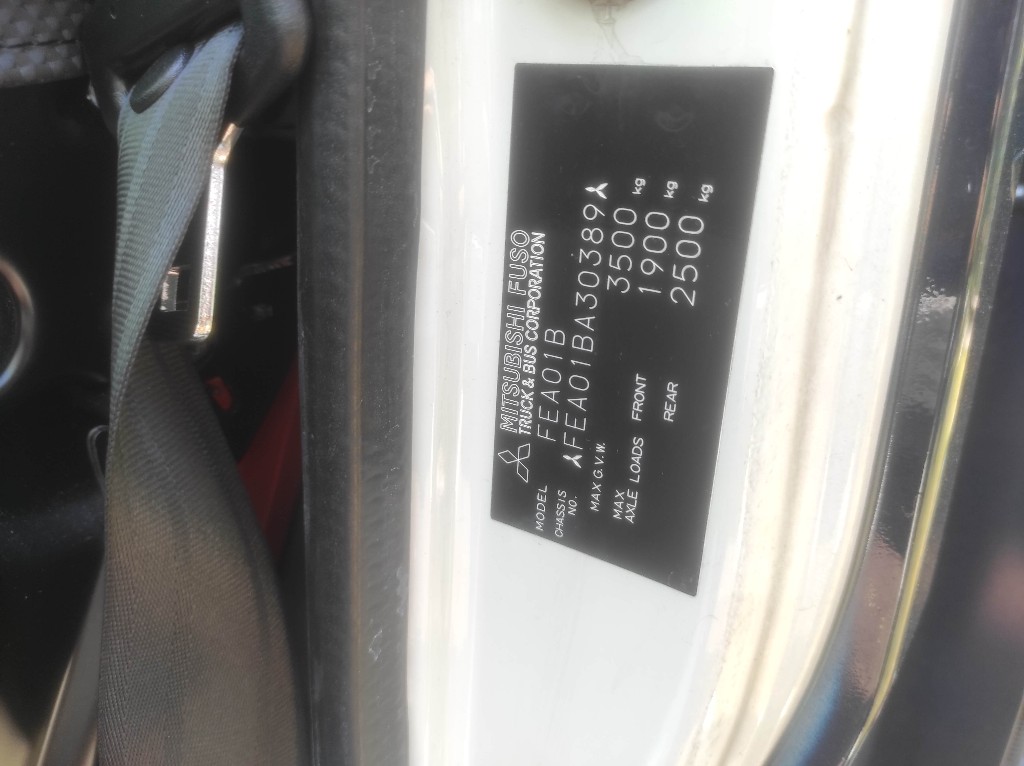 MITSUBISHI FUSO
TRUCK & BUS CORPORATION
MODEL FEA01B
CHASSIS NO. FEA01BA30389
MAX G.V.W. 3500 kg
MAX AXLE LOADS FRONT 1900 kg
REAR 2500 kg